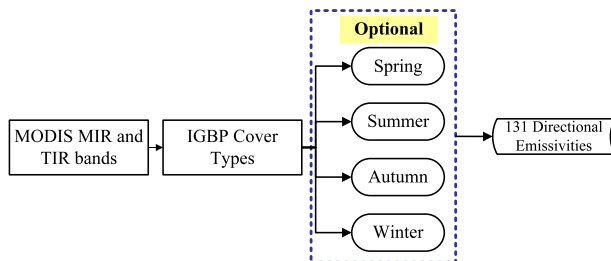 Optional
MODIS MIR and
TIR bands
IGBP Cover
Types
Spring
Summer
Autumn
Winter
131 Directional
Emissivities